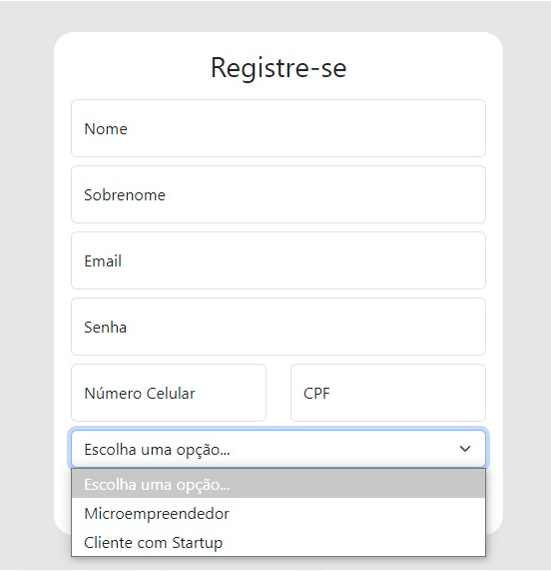 Registre-se
Nome
Sobrenome
Email
Senha
Número Celular
CPF
Escolha uma opção...
Escolha uma opção...
Microempreendedor
Cliente com Startup